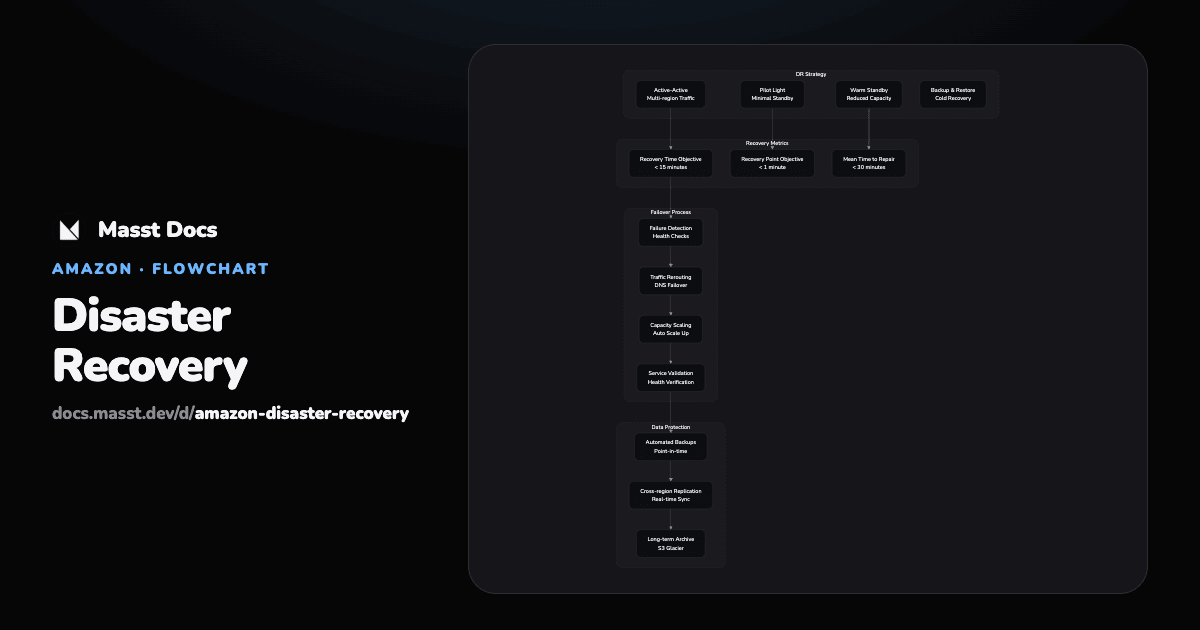 Masst Docs
AMAZON · FLOWCHART
Disaster
Recovery
docs.masst.dev/d/amazon-disaster-recovery
DR Strategy
Active-Active
Multi-region Traffic
Pilot Light
Minimal Standby
Warm Standby
Reduced Capacity
Backup & Restore
Cold Recovery
Recovery Metrics
Recovery Time Objective
< 15 minutes
Recovery Point Objective
< 1 minute
Mean Time to Repair
< 30 minutes
Failover Process
Failure Detection
Health Checks
Traffic Rerouting
DNS Failover
Capacity Scaling
Auto Scale Up
Service Validation
Health Verification
Data Protection
Automated Backups
Point-in-time
Cross-region Replication
Real-time Sync
Long-term Archive
S3 Glacier